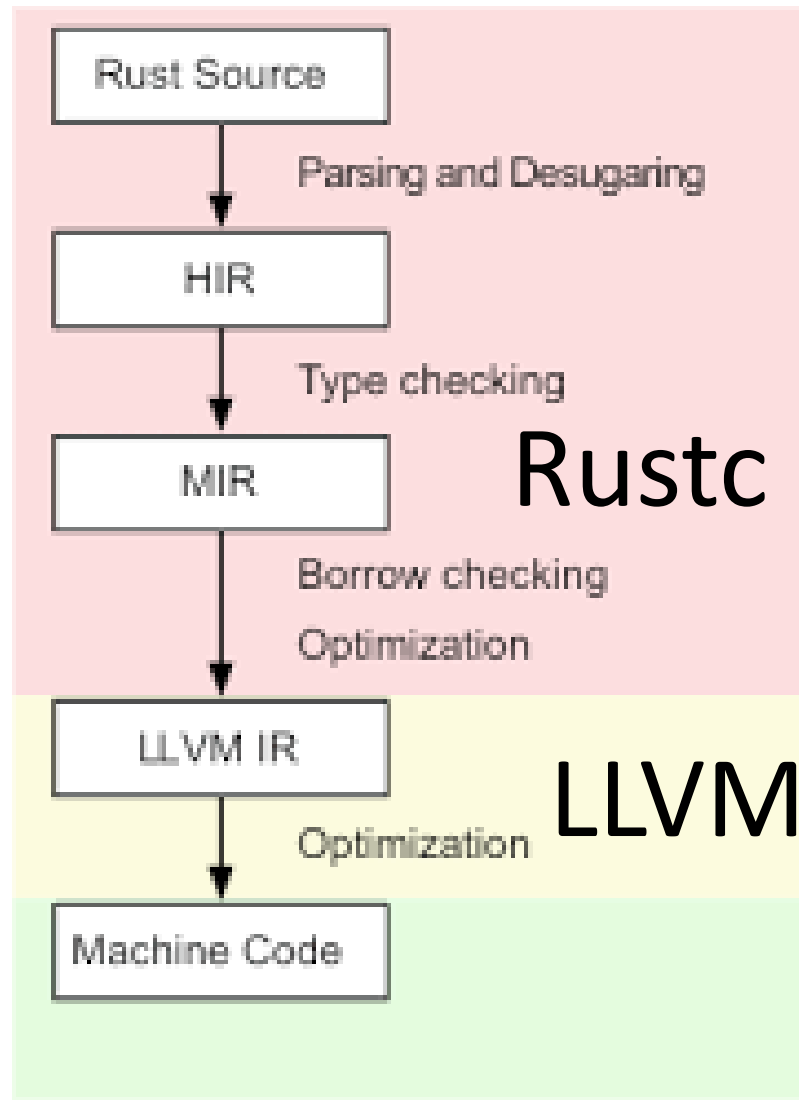 Rust Source
Parsing and Desugaring
HIR
Type checking
MIR
Rustc
Borrow checking
Optimization
LLVM IR
LLVM
Optimization
Machine Code